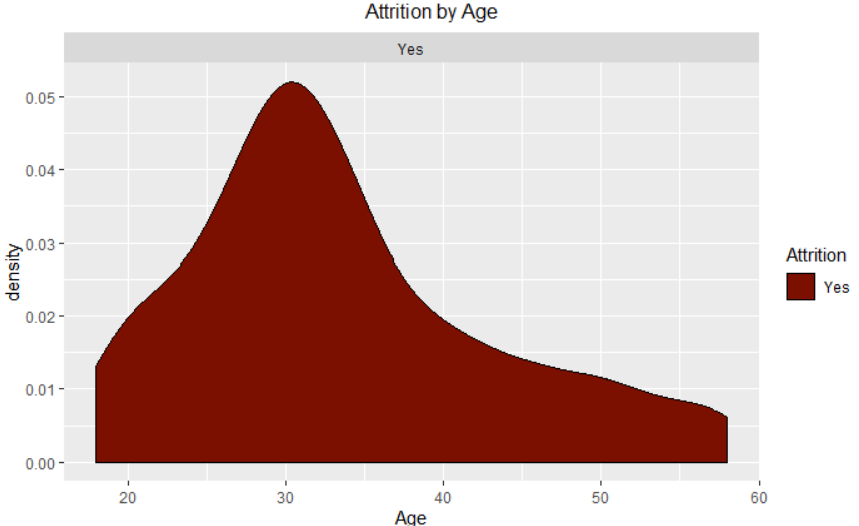 Attrition by Age
Yes
0.05
0.04
0.03
0.02
0.01
0.00
density
20 30 40 50 60
Age
Attrition
Yes